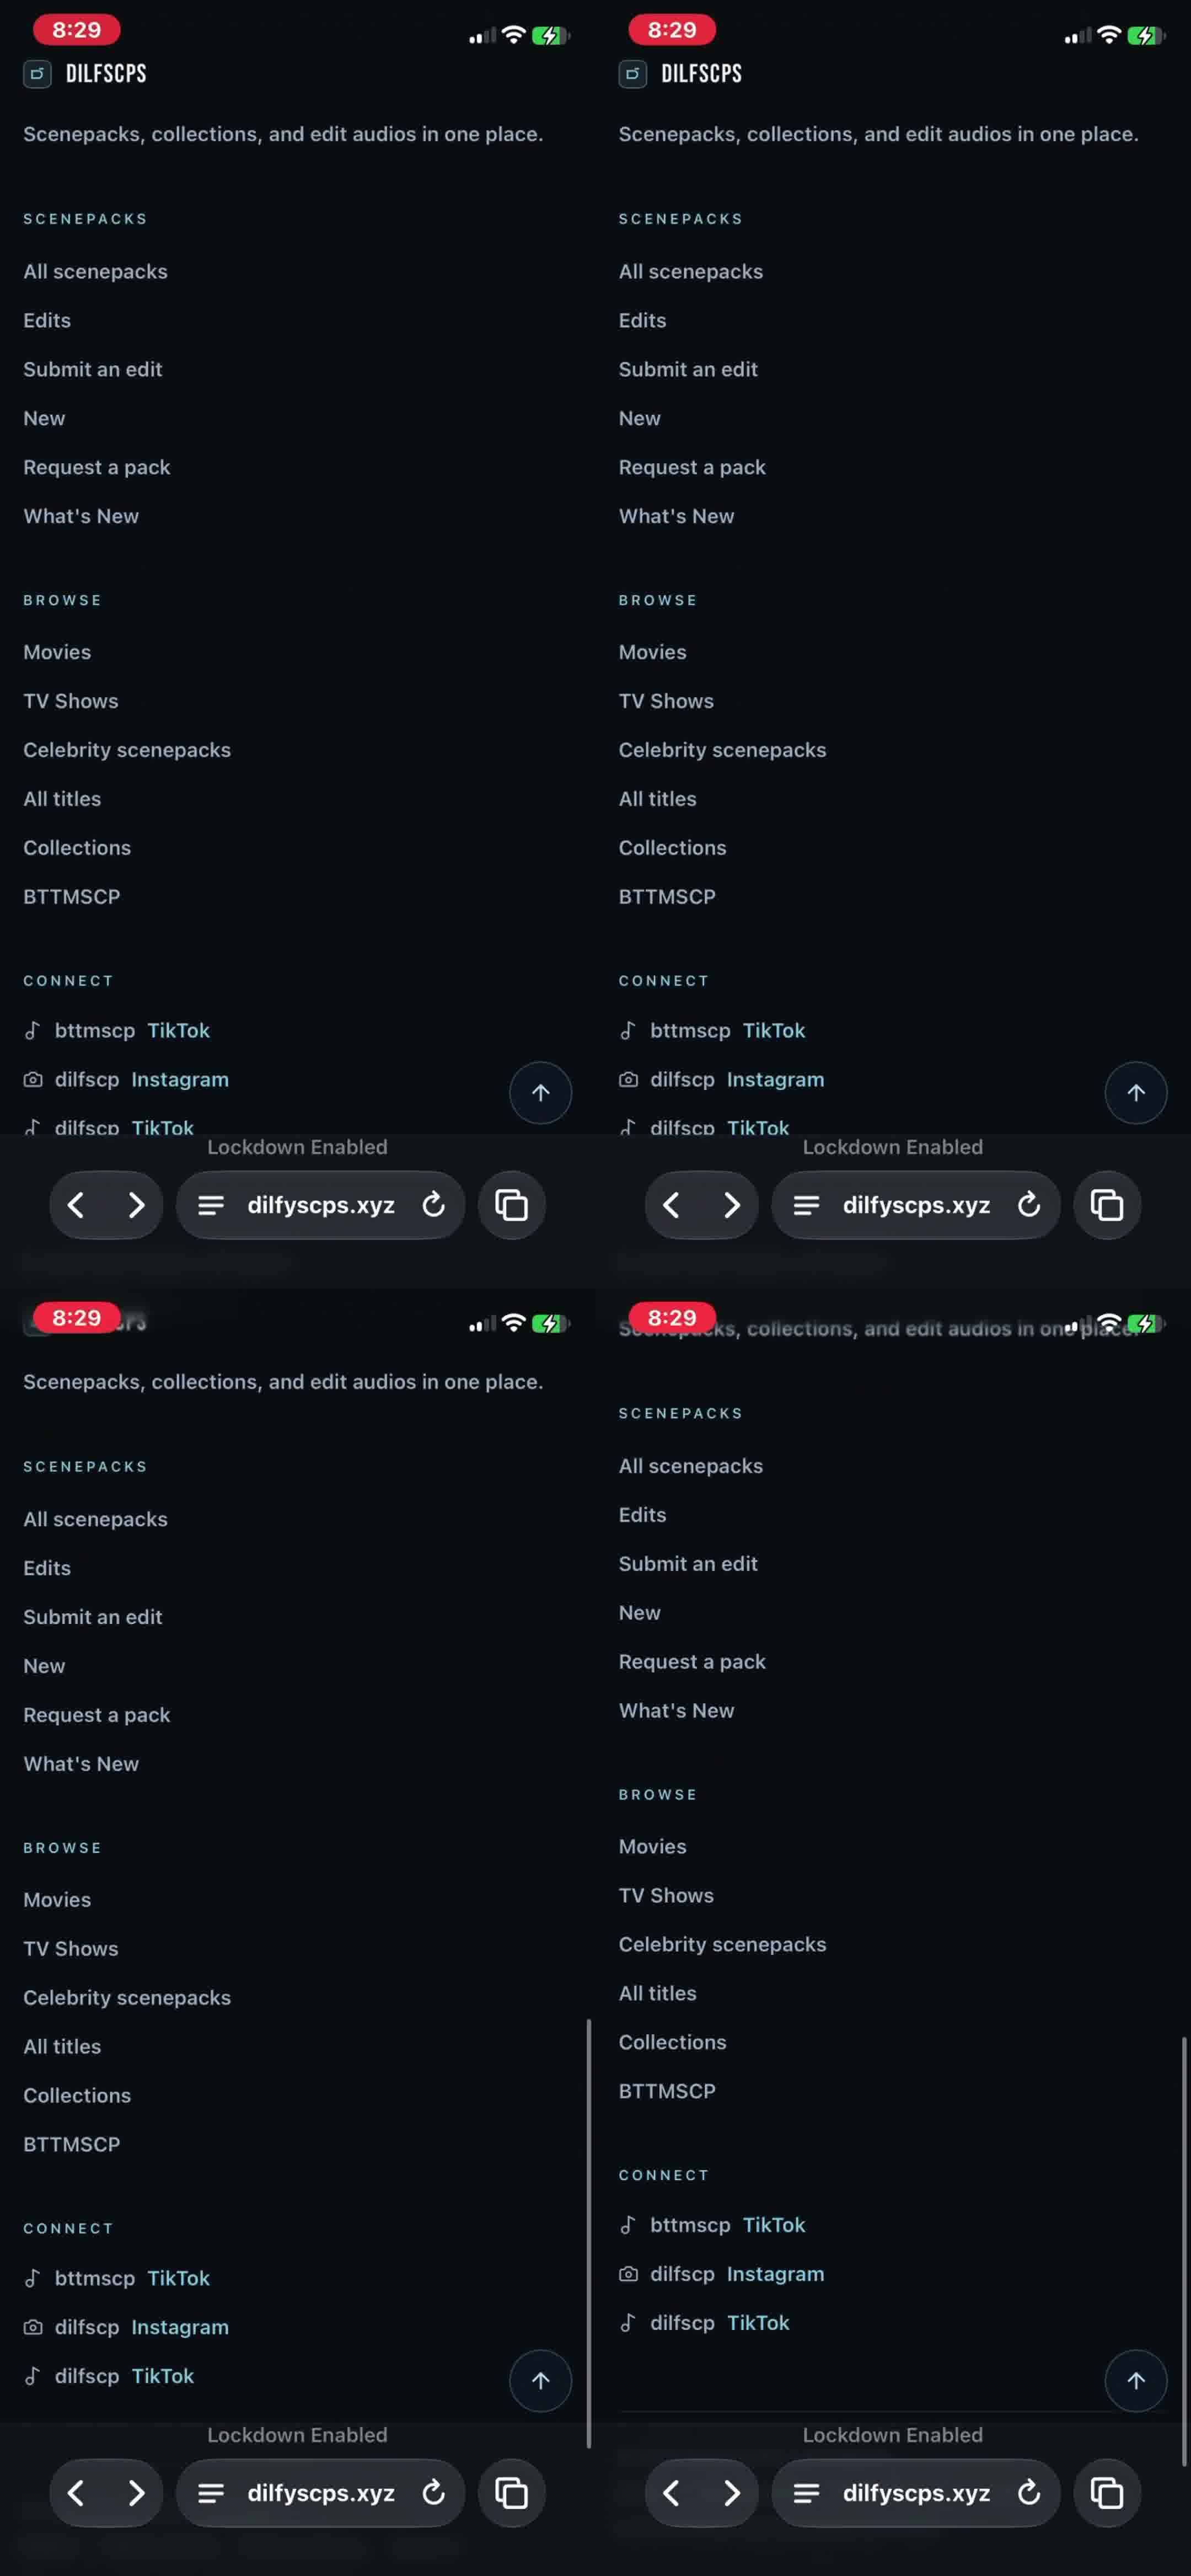 8:29
DILFSCPS
Scenepacks, collections, and edit audios in one place.
SCENEPACKS
All scenepacks
Edits
Submit an edit
New
Request a pack
What's New
BROWSE
Movies
TV Shows
Celebrity scenepacks
All titles
Collections
BTTMSCP
CONNECT
bttmscp TikTok
dilfscp Instagram
dilfscp TikTok
Lockdown Enabled
dilfyscps.xyz
8:29
DILFSCPS
Scenepacks, collections, and edit audios in one place.
SCENEPACKS
All scenepacks
Edits
Submit an edit
New
Request a pack
What's New
BROWSE
Movies
TV Shows
Celebrity scenepacks
All titles
Collections
BTTMSCP
CONNECT
bttmscp TikTok
dilfscp Instagram
dilfscp TikTok
Lockdown Enabled
dilfyscps.xyz
8:29
Scenepacks, collections, and edit audios in one place.
SCENEPACKS
All scenepacks
Edits
Submit an edit
New
Request a pack
What's New
BROWSE
Movies
TV Shows
Celebrity scenepacks
All titles
Collections
BTTMSCP
CONNECT
bttmscp TikTok
dilfscp Instagram
dilfscp TikTok
Lockdown Enabled
dilfyscps.xyz
8:29
collections, and edit audios in one place.
SCENEPACKS
All scenepacks
Edits
Submit an edit
New
Request a pack
What's New
BROWSE
Movies
TV Shows
Celebrity scenepacks
All titles
Collections
BTTMSCP
CONNECT
bttmscp TikTok
dilfscp Instagram
dilfscp TikTok
Lockdown Enabled
dilfyscps.xyz